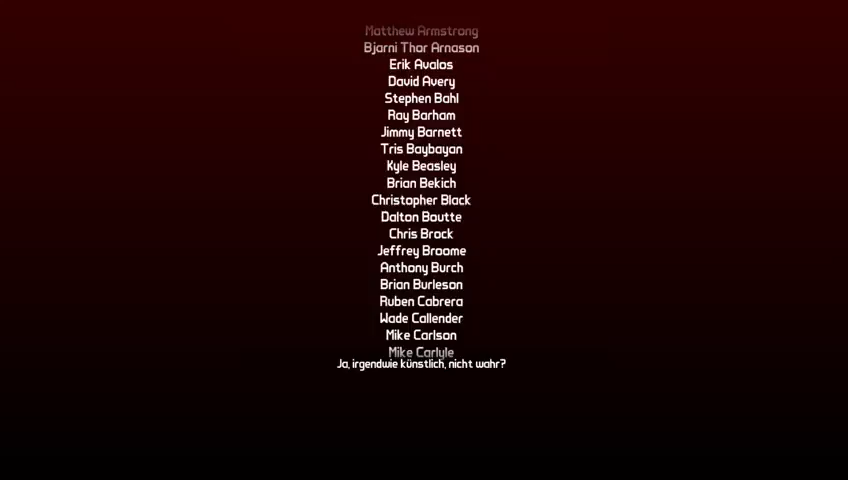 Matthew Armstrong
Bjarni Thor Arnason
Erik Avalos
David Avery
Stephen Bahl
Ray Barham
Jimmy Barnett
Tris Baybayan
Kyle Beasley
Brian Bekich
Christopher Black
Dalton Boutte
Chris Brock
Jeffrey Broome
Anthony Burch
Brian Burleson
Ruben Cabrera
Wade Callender
Mike Carlson
Mike Carlyle
Ja, irgendwie künstlich, nicht wahr?